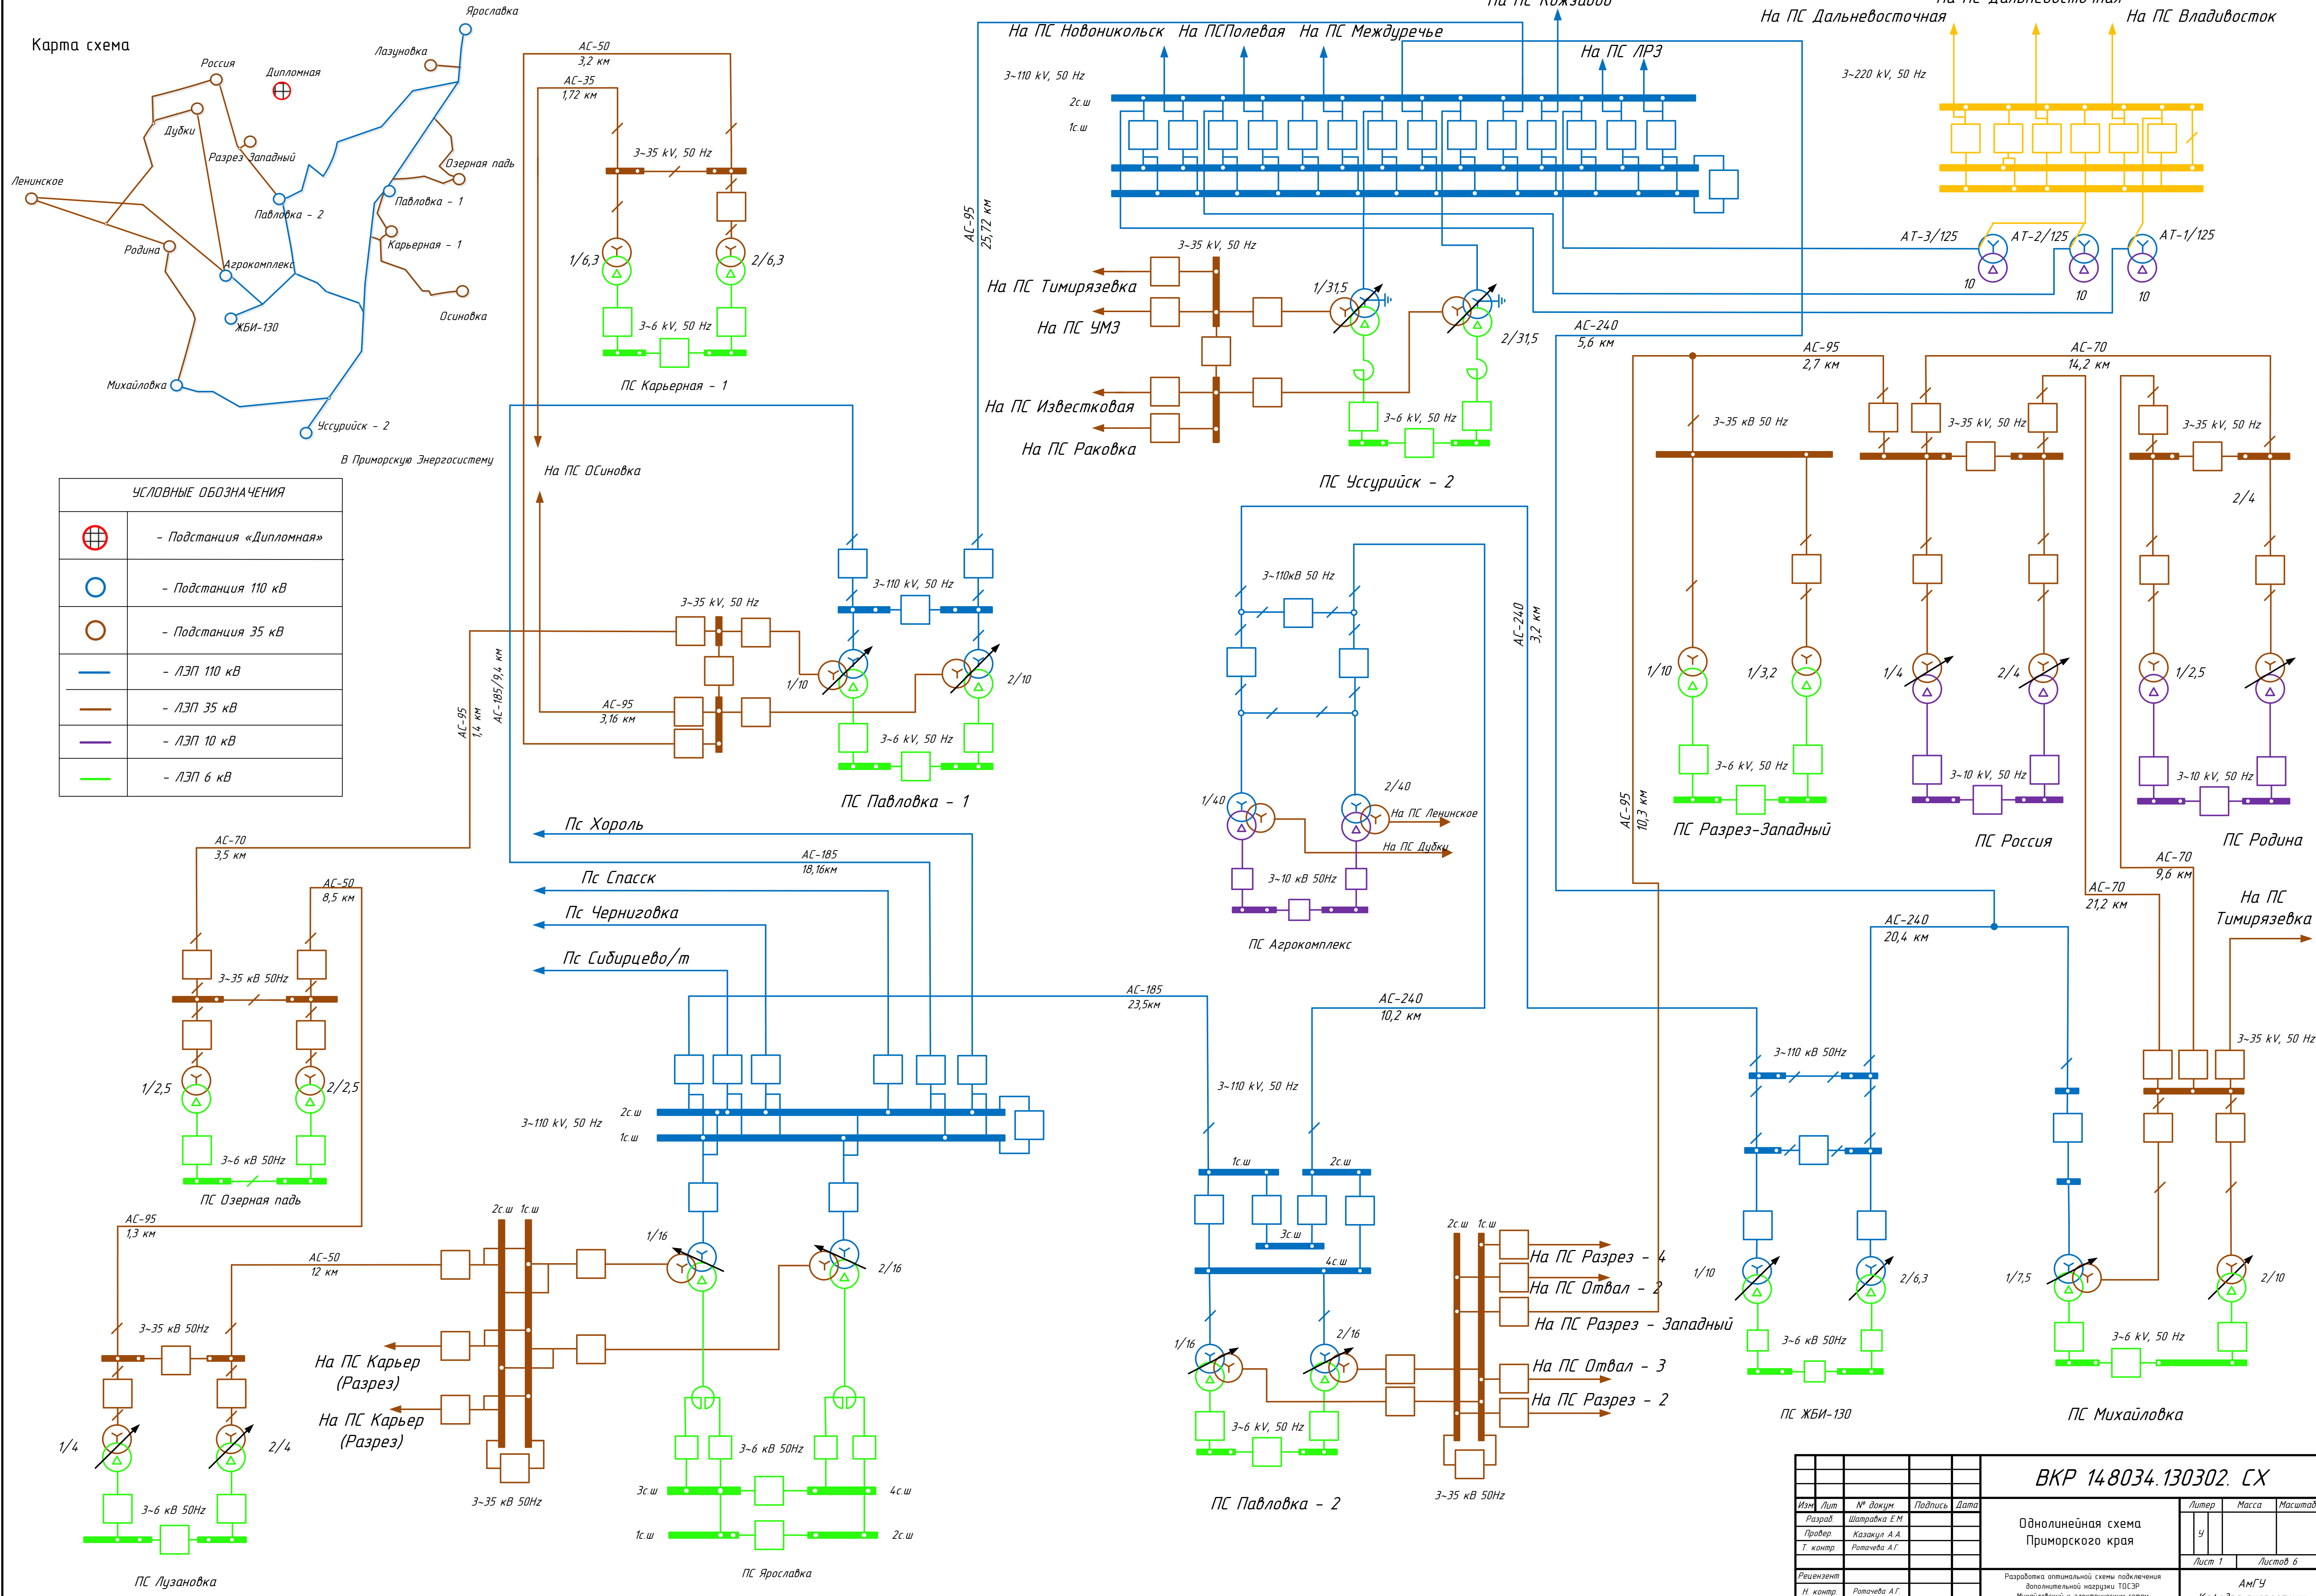 Карта схема
Ярославка
Лазуновка
Россия
Дипломная
Дубки
Разрез Западный
Озерная падь
Ленинское
Павловка - 2
Павловка - 1
Родина
Карьерная - 1
Агрокомплекс
ЖБИ-130
Осиновка
Михайловка
Уссурийск - 2
В Приморскую Энергосистему
УСЛОВНЫЕ ОБОЗНАЧЕНИЯ
- Подстанция «Дипломная»
- Подстанция 110 кВ
- Подстанция 35 кВ
- ЛЭП 110 кВ
- ЛЭП 35 кВ
- ЛЭП 10 кВ
- ЛЭП 6 кВ
АС-50
3,2 км
АС-35
1,72 км
3~35 kV, 50 Hz
1/6,3
2/6,3
3~6 kV, 50 Hz
ПС Карьерная - 1
На ПС ОСиновка
АС-95
25,72 км
На ПС Новоникольск
На ПСПолевая
На ПС Междуречье
На ПС Кожзавод
На ПС ЛРЗ
3~110 kV, 50 Hz
2с.ш
1с.ш
3~35 kV, 50 Hz
На ПС Тимирязевка
На ПС УМЗ
На ПС Известковая
На ПС Раковка
1/31,5
2/31,5
3~6 kV, 50 Hz
ПС Уссурийск - 2
На ПС Дальневосточная
На ПС Дальневосточная
На ПС Владивосток
3~220 kV, 50 Hz
АТ-3/125
АТ-2/125
АТ-1/125
10
10
10
АС-240
5,6 км
АС-95
2,7 км
АС-70
14,2 км
3~35 кВ 50 Hz
3~35 kV, 50 Hz
3~35 kV, 50 Hz
2/4
1/10
1/3,2
1/4
2/4
1/2,5
3~6 kV, 50 Hz
3~10 kV, 50 Hz
3~10 kV, 50 Hz
ПС Разрез-Западный
ПС Россия
ПС Родина
АС-95
10,3 км
АС-70
9,6 км
АС-70
21,2 км
На ПС
Тимирязевка
3~35 kV, 50 Hz
3~110 kV, 50 Hz
3~35 kV, 50 Hz
1/10
2/10
АС-95
3,16 км
АС-95
1,4 км
АС-185/9,4 км
3~6 kV, 50 Hz
ПС Павловка - 1
3~110кВ 50 Hz
АС-240
3,2 км
1/40
2/40
На ПС Ленинское
На ПС Дубки
3~10 кВ 50Hz
ПС Агрокомплекс
АС-70
3,5 км
АС-50
8,5 км
3~35 кВ 50Hz
1/2,5
2/2,5
3~6 кВ 50Hz
ПС Озерная падь
АС-95
1,3 км
АС-50
12 км
3~35 кВ 50Hz
1/4
2/4
3~6 кВ 50Hz
ПС Лузановка
Пс Хороль
АС-185
18,16км
Пс Спасск
Пс Черниговка
Пс Сибирцево/т
АС-185
23,5км
3~110 kV, 50 Hz
2с.ш
1с.ш
2с.ш
1с.ш
1/16
2/16
На ПС Карьер
(Разрез)
На ПС Карьер
(Разрез)
3~35 кВ 50Hz
3~6 кВ 50Hz
3с.ш
4с.ш
1с.ш
2с.ш
ПС Ярославка
АС-240
10,2 км
3~110 kV, 50 Hz
1с.ш
2с.ш
3с.ш
4с.ш
1/16
2/16
2с.ш
1с.ш
На ПС Разрез - 4
На ПС Отвал - 2
На ПС Разрез - Западный
На ПС Отвал - 3
На ПС Разрез - 2
3~6 kV, 50 Hz
3~35 кВ 50Hz
ПС Павловка - 2
АС-240
20,4 км
3~110 кВ 50Hz
1/10
2/6,3
3~6 кВ 50Hz
ПС ЖБИ-130
3~35 kV, 50 Hz
1/7,5
2/10
3~6 kV, 50 Hz
ПС Михайловка
ВКР 148034.130302. СХ
Изм Лит № докум. Подпись Дата
Разраб Шатравка Е.М.
Провер. Казакул А.А.
Т. контр. Ротачева А.Г.
Рецензент
Н. контр. Ротачева А.Г.
Однолинейная схема
Приморского края
Литер Масса Масштаб
у
Лист 1 Листов 6
Разработка оптимальной схемы подключения
дополнительной нагрузки ТОСЭР
АмГУ